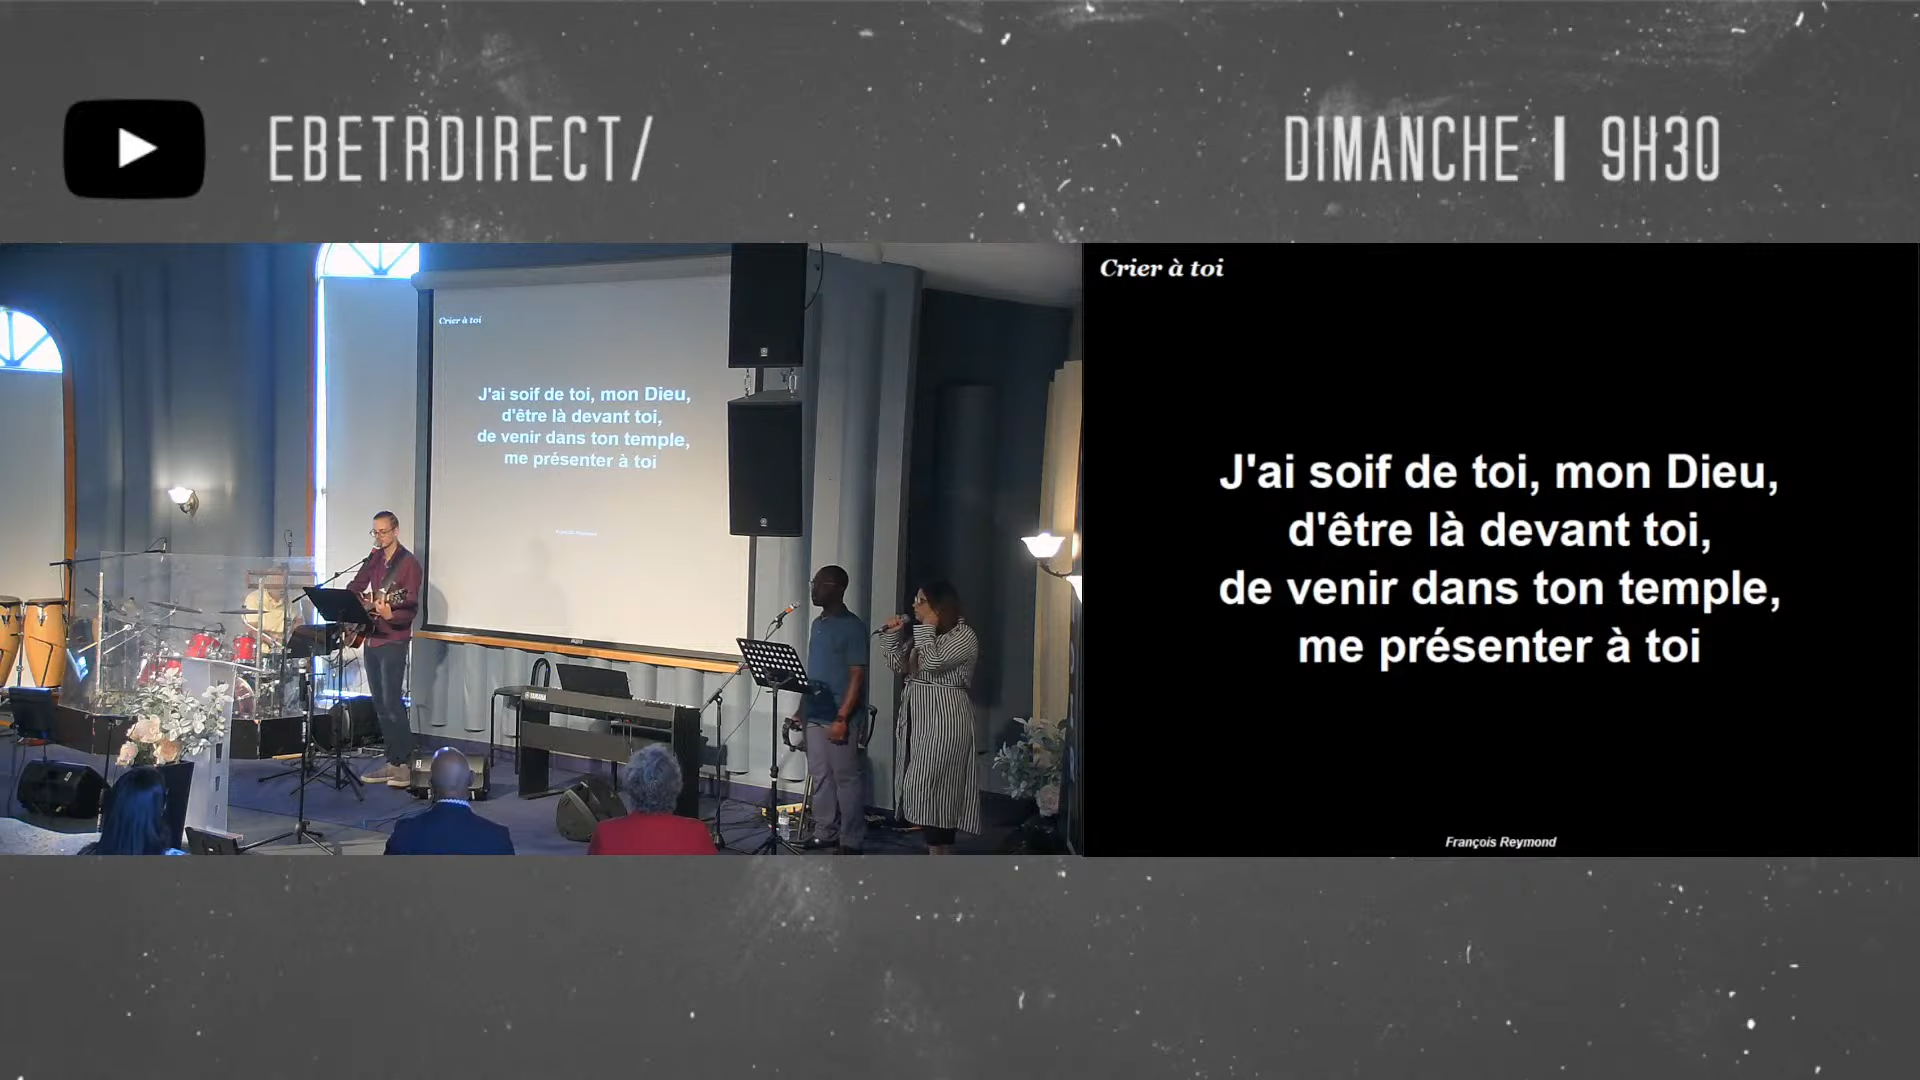 EBETRDIRECT/
DIMANCHE | 9H30
Crier à toi
J'ai soif de toi, mon Dieu,
d'être là devant toi,
de venir dans ton temple,
me présenter à toi
YAMAHA
Crier à toi
J'ai soif de toi, mon Dieu,
d'être là devant toi,
de venir dans ton temple,
me présenter à toi
François Reymond